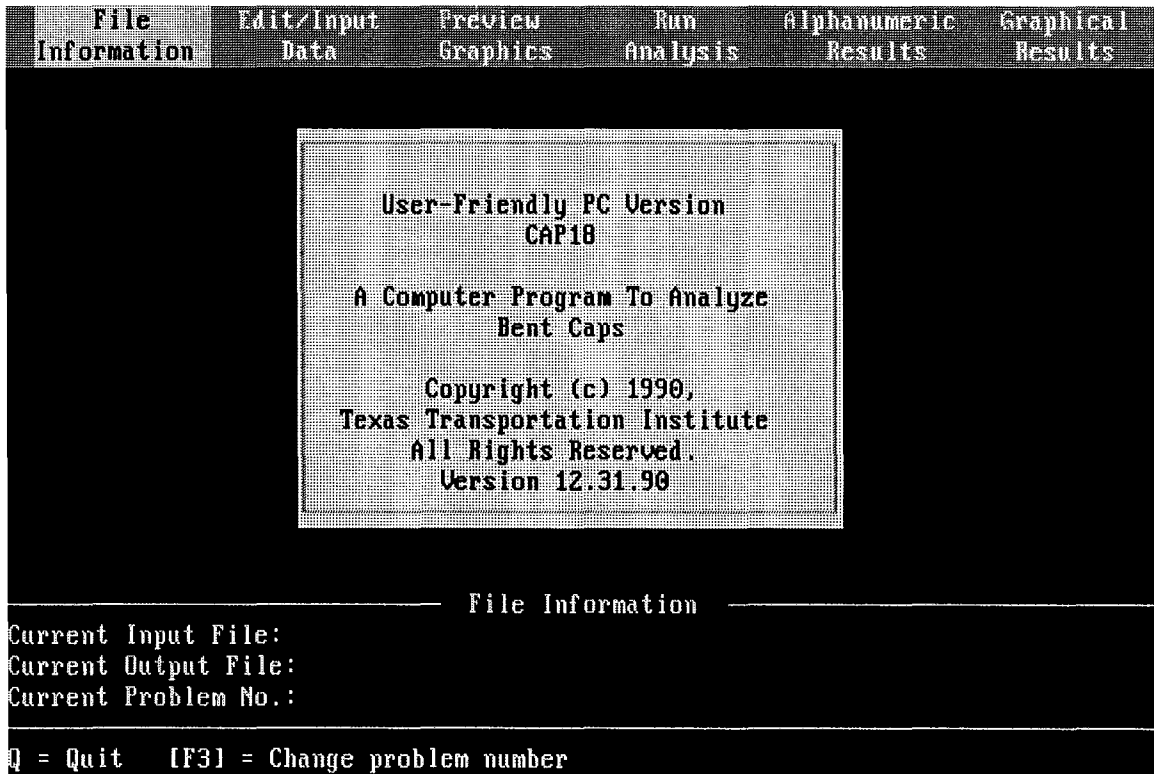 File Edit/Input Preview Run Alphanumeric Graphical
Information Data Graphics Analysis Results Results
User-Friendly PC Version
CAP18
A Computer Program To Analyze
Bent Caps
Copyright (c) 1990,
Texas Transportation Institute
All Rights Reserved.
Version 12.31.90
File Information
Current Input File:
Current Output File:
Current Problem No.:
Q = Quit [F3] = Change problem number